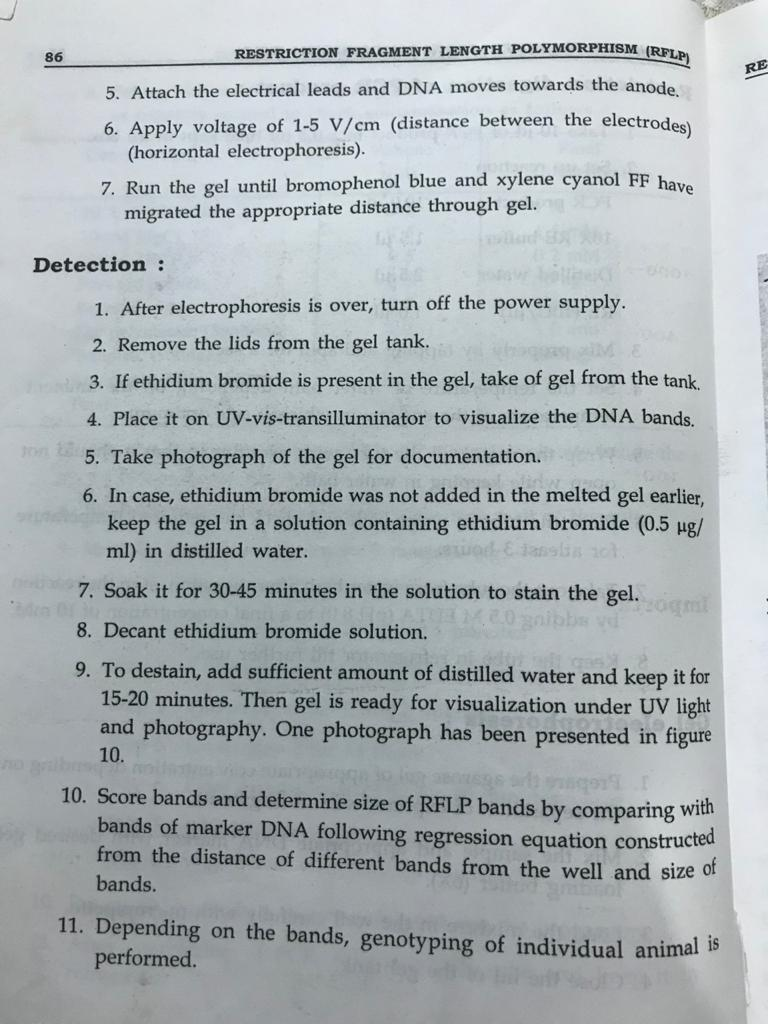 86 RESTRICTION FRAGMENT LENGTH POLYMORPHISM (RFLP)
5. Attach the electrical leads and DNA moves towards the anode.
6. Apply voltage of 1-5 V/cm (distance between the electrodes)
(horizontal electrophoresis).
7. Run the gel until bromophenol blue and xylene cyanol FF have
migrated the appropriate distance through gel.
Detection :
1. After electrophoresis is over, turn off the power supply.
2. Remove the lids from the gel tank.
3. If ethidium bromide is present in the gel, take of gel from the tank.
4. Place it on UV-vis-transilluminator to visualize the DNA bands.
5. Take photograph of the gel for documentation.
6. In case, ethidium bromide was not added in the melted gel earlier,
keep the gel in a solution containing ethidium bromide (0.5 µg/
ml) in distilled water.
7. Soak it for 30-45 minutes in the solution to stain the gel.
8. Decant ethidium bromide solution.
9. To destain, add sufficient amount of distilled water and keep it for
15-20 minutes. Then gel is ready for visualization under UV light
and photography. One photograph has been presented in figure
10.
10. Score bands and determine size of RFLP bands by comparing with
bands of marker DNA following regression equation constructed
from the distance of different bands from the well and size of
bands.
11. Depending on the bands, genotyping of individual animal is
performed.
RE